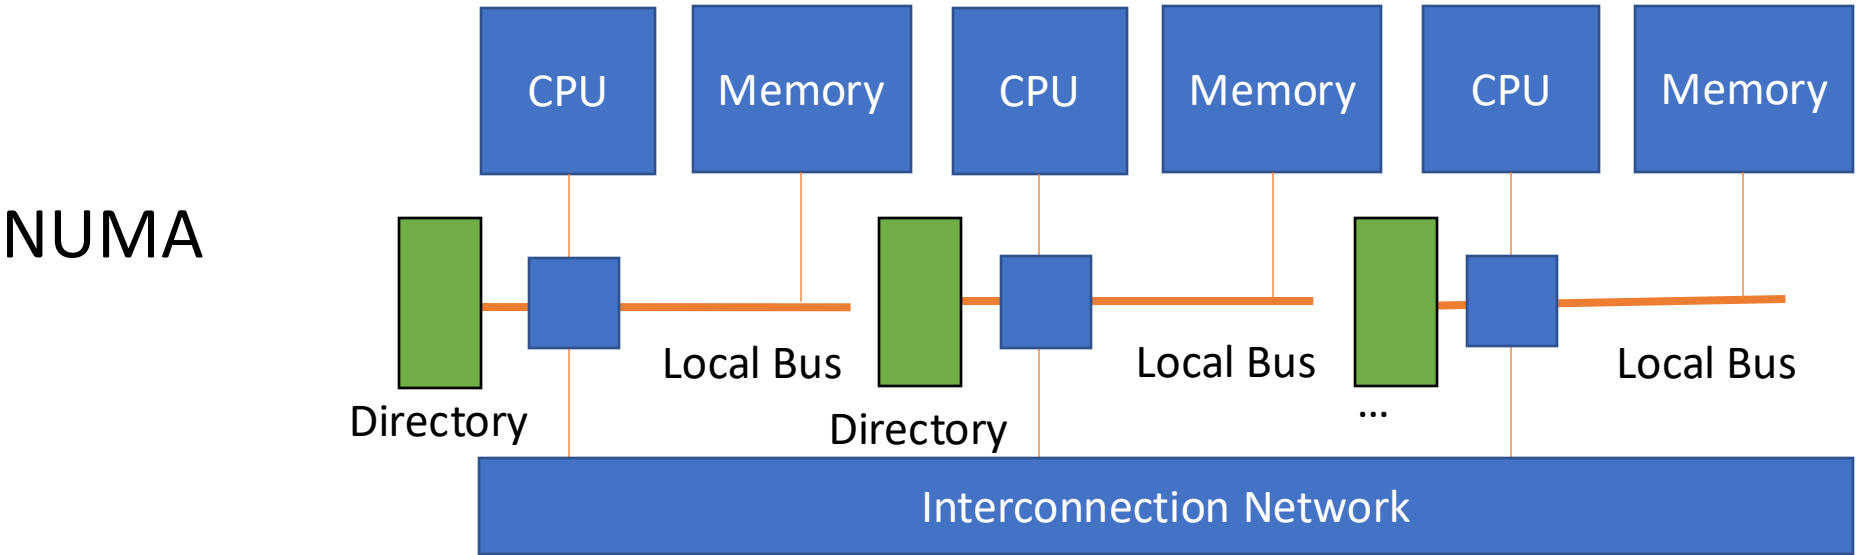 CPU
Memory
CPU
Memory
CPU
Memory
NUMA
Local Bus
Local Bus
Local Bus
Directory
Directory
...
Interconnection Network